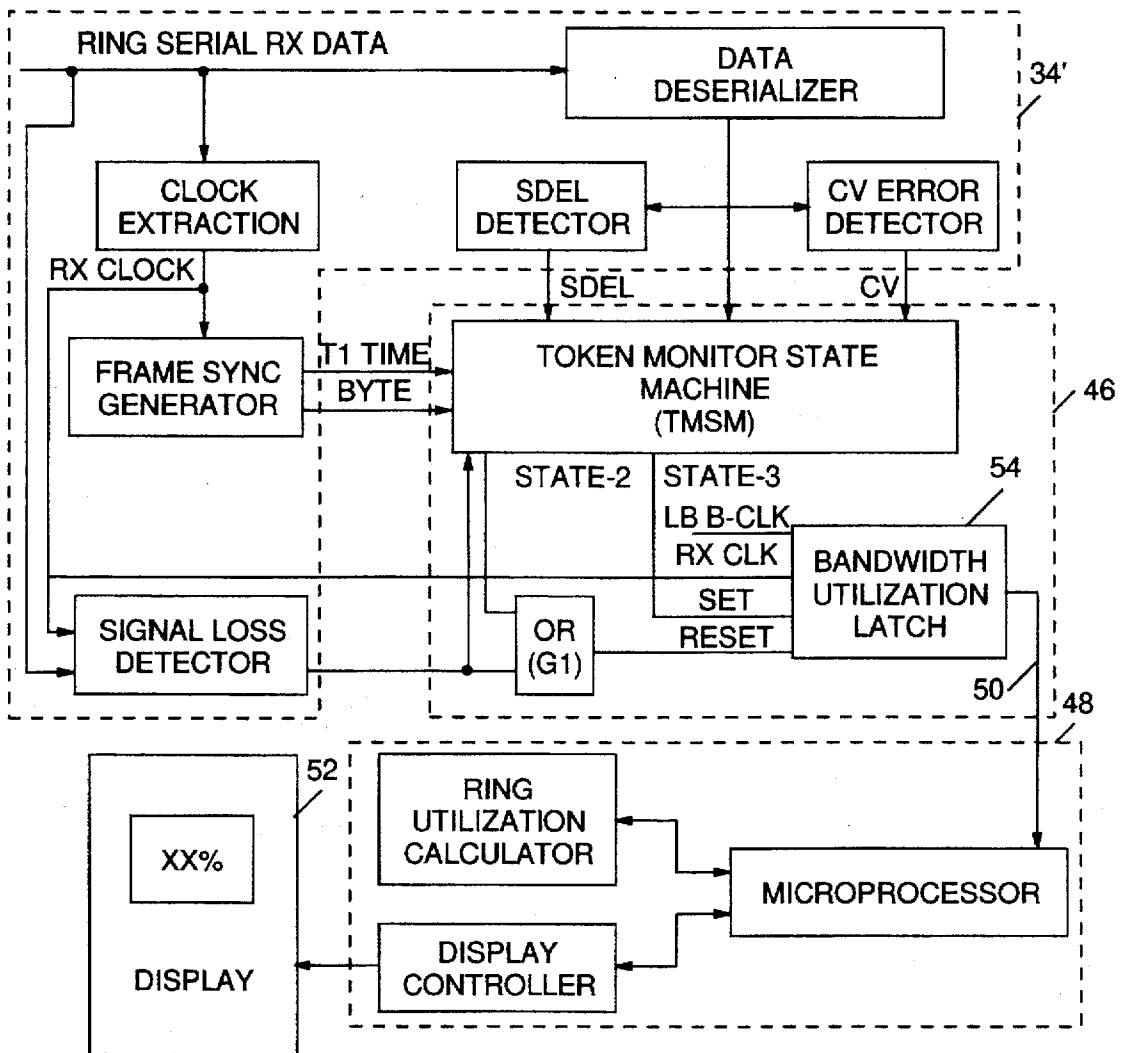 RING SERIAL RX DATA
DATA
DESERIALIZER
34'
CLOCK
EXTRACTION
SDEL
DETECTOR
CV ERROR
DETECTOR
RX CLOCK
SDEL
CV
FRAME SYNC
GENERATOR
T1 TIME
BYTE
TOKEN MONITOR STATE
MACHINE
(TMSM)
46
STATE-2
STATE-3
54
LB B-CLK
RX CLK
SET
RESET
BANDWIDTH
UTILIZATION
LATCH
SIGNAL LOSS
DETECTOR
OR
(G1)
50
48
52
XX%
DISPLAY
RING
UTILIZATION
CALCULATOR
MICROPROCESSOR
DISPLAY
CONTROLLER